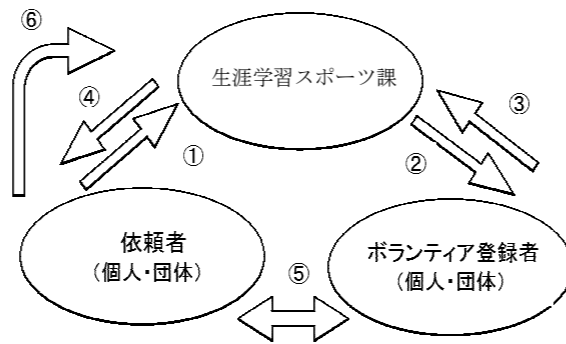 ⑥
生涯学習スポーツ課
④
③
①
②
依頼者
(個人・団体)
⑤
ボランティア登録者
(個人・団体)